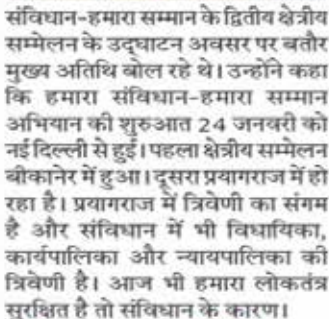 संविधान-हमारा सम्मान के द्वितीय क्षेत्रीय
सम्मेलन के उद्घाटन अवसर पर बतौर
मुख्य अतिथि बोल रहे थे। उन्होंने कहा
कि हमारा संविधान-हमारा सम्मान
अभियान की शुरुआत 24 जनवरी को
नई दिल्ली से हुई। पहला क्षेत्रीय सम्मेलन
बीकानेर में हुआ। दूसरा प्रयागराज में हो
रहा है। प्रयागराज में त्रिवेणी का संगम
है और संविधान में भी विधायिका,
कार्यपालिका और न्यायपालिका की
त्रिवेणी है। आज भी हमारा लोकतंत्र
सुरक्षित है तो संविधान के कारण।